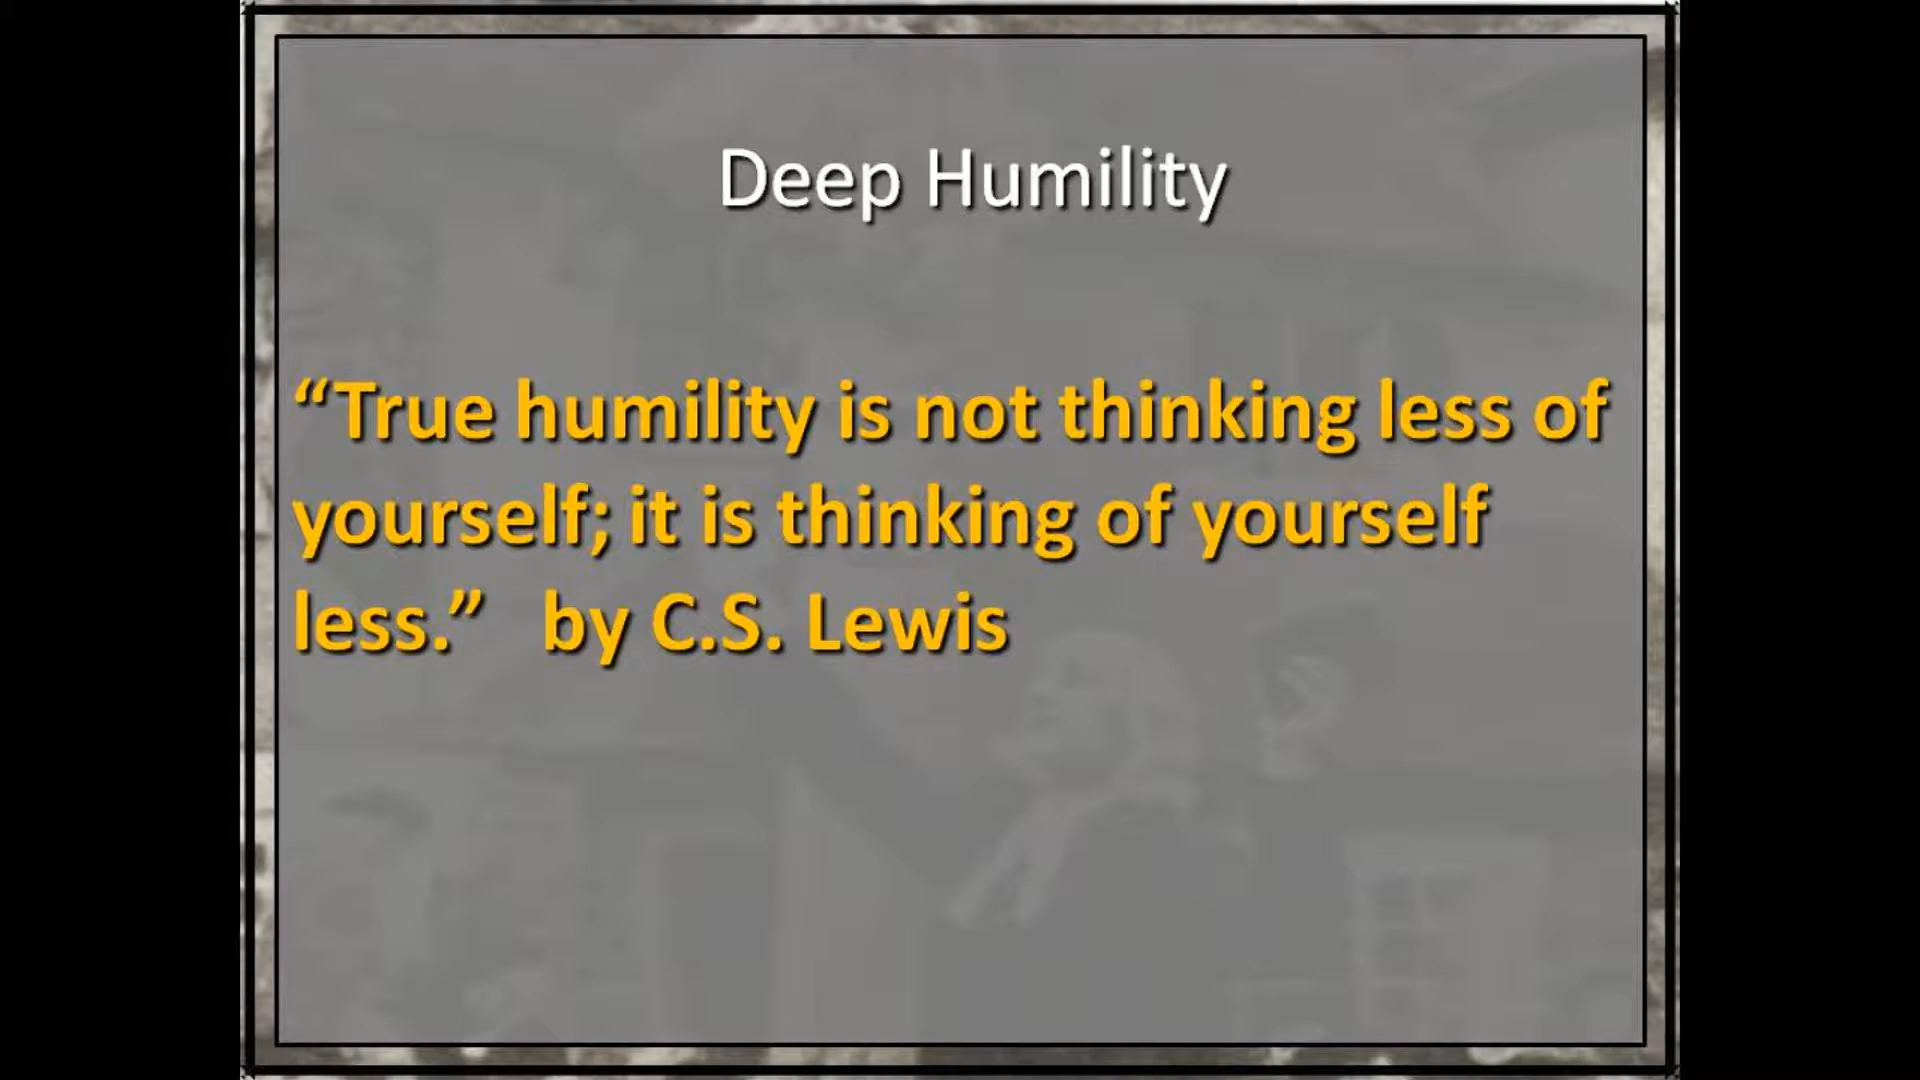 Deep Humility
“True humility is not thinking less of
yourself; it is thinking of yourself
less.”   by C.S. Lewis